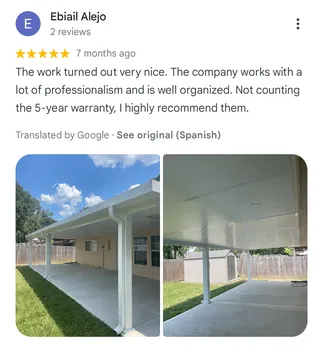 E
Ebiail Alejo
2 reviews
7 months ago
The work turned out very nice. The company works with a
lot of professionalism and is well organized. Not counting
the 5-year warranty, I highly recommend them.
Translated by Google · See original (Spanish)